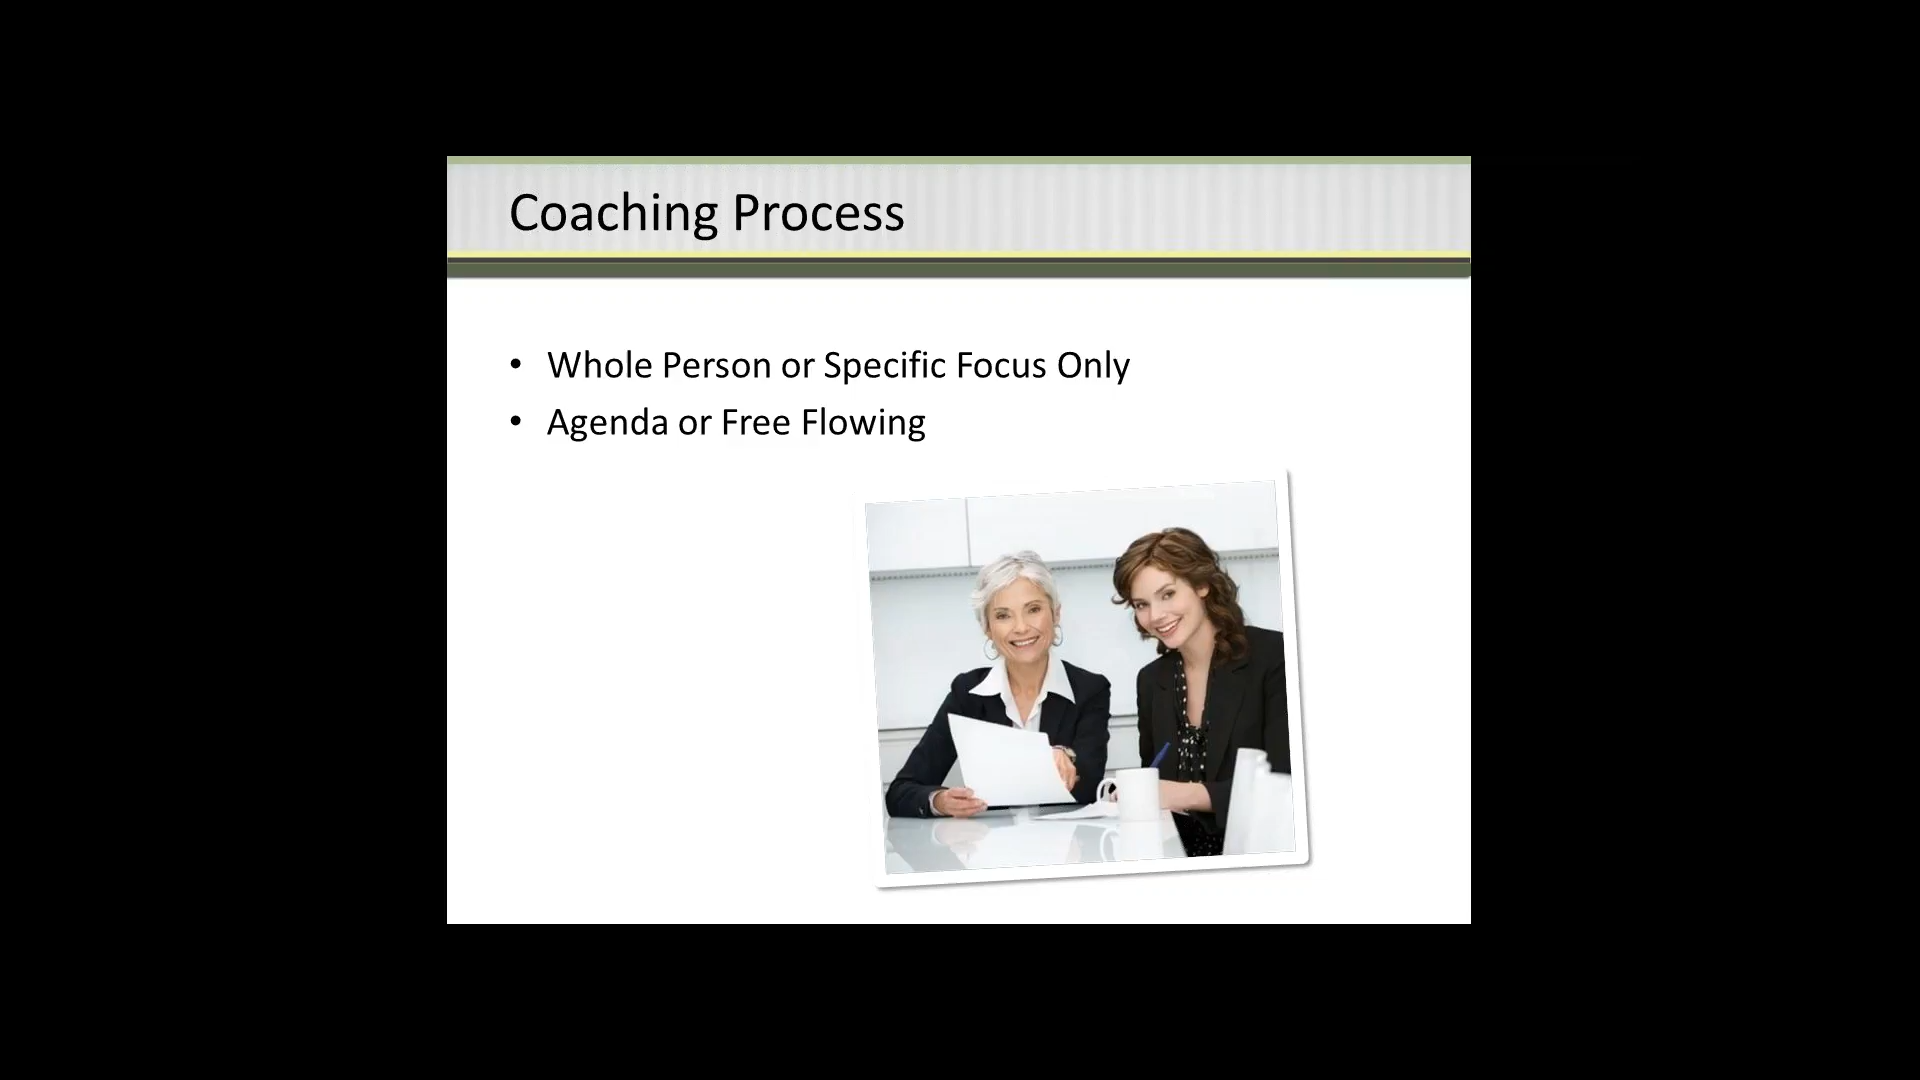 Coaching Process
• Whole Person or Specific Focus Only
• Agenda or Free Flowing